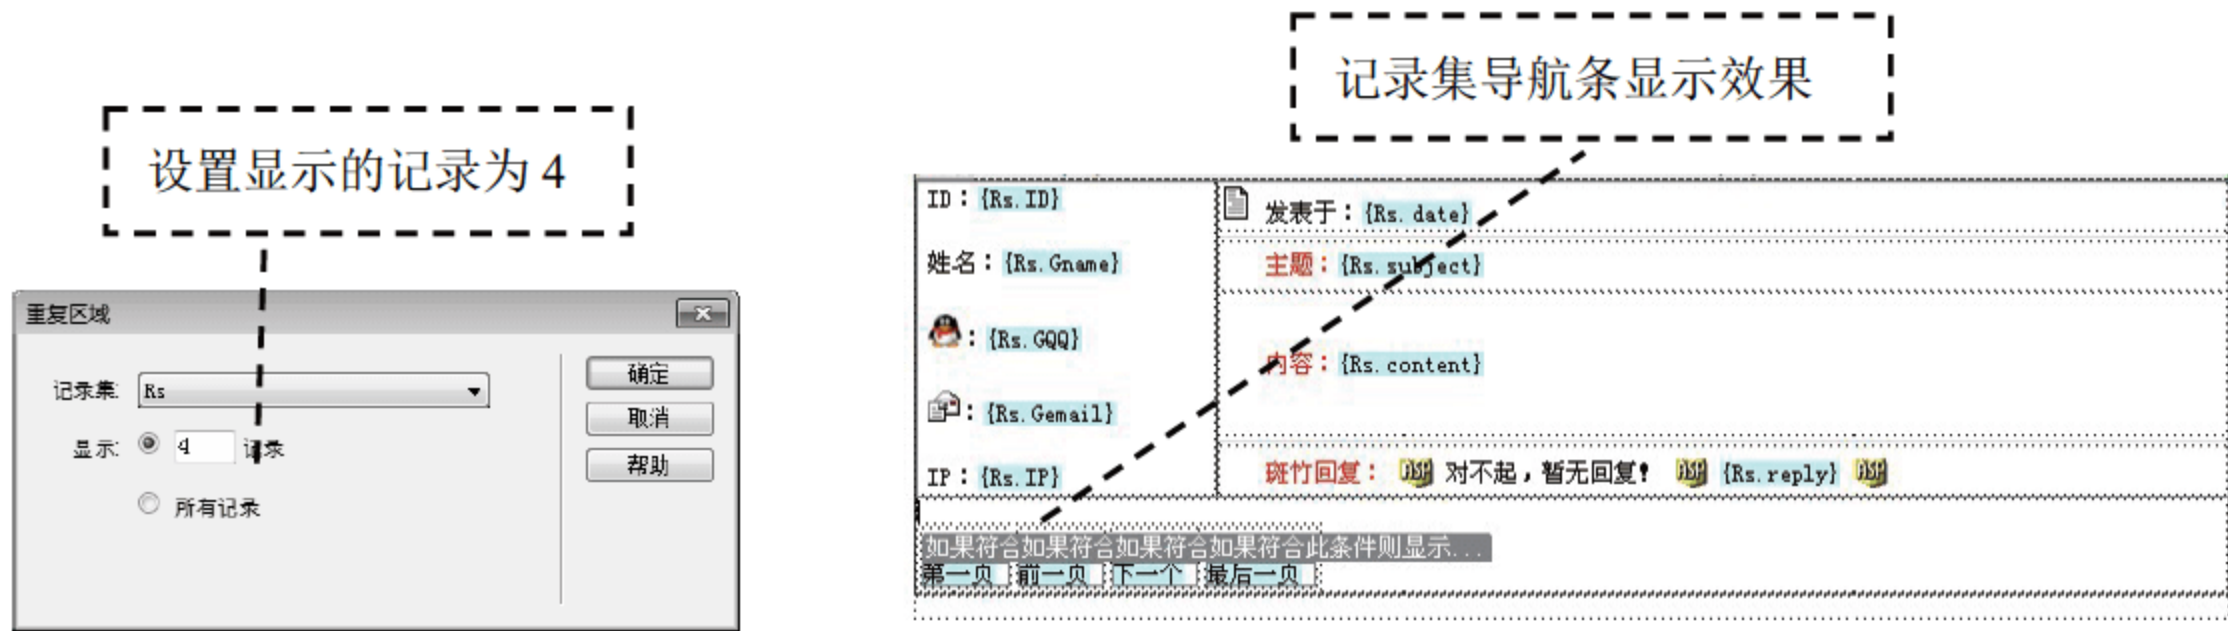 设置显示的记录为 4
重复区域
记录集:
Rs
确定
取消
显示:
4
记录
帮助
所有记录
记录集导航条显示效果
ID：{Rs.ID}
发表于：{Rs.date}
姓名：{Rs.Gname}
主题：{Rs.subject}
：{Rs.GQQ}
内容：{Rs.content}
：{Rs.Gemail}
IP：{Rs.IP}
斑竹回复： ASP 对不起，暂无回复! ASP {Rs.reply} ASP
如果符合如果符合如果符合如果符合此条件则显示...
第一页 前一页 下一个 最后一页